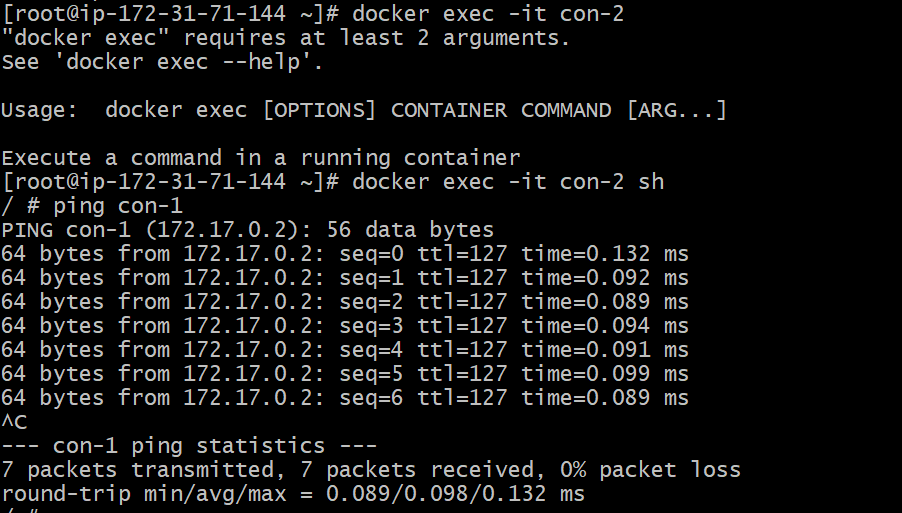 [root@ip-172-31-71-144 ~]# docker exec -it con-2
"docker exec" requires at least 2 arguments.
See 'docker exec --help'.
Usage:  docker exec [OPTIONS] CONTAINER COMMAND [ARG...]
Execute a command in a running container
[root@ip-172-31-71-144 ~]# docker exec -it con-2 sh
/ # ping con-1
PING con-1 (172.17.0.2): 56 data bytes
64 bytes from 172.17.0.2: seq=0 ttl=127 time=0.132 ms
64 bytes from 172.17.0.2: seq=1 ttl=127 time=0.092 ms
64 bytes from 172.17.0.2: seq=2 ttl=127 time=0.089 ms
64 bytes from 172.17.0.2: seq=3 ttl=127 time=0.094 ms
64 bytes from 172.17.0.2: seq=4 ttl=127 time=0.091 ms
64 bytes from 172.17.0.2: seq=5 ttl=127 time=0.099 ms
64 bytes from 172.17.0.2: seq=6 ttl=127 time=0.089 ms
^C
--- con-1 ping statistics ---
7 packets transmitted, 7 packets received, 0% packet loss
round-trip min/avg/max = 0.089/0.098/0.132 ms
/ #